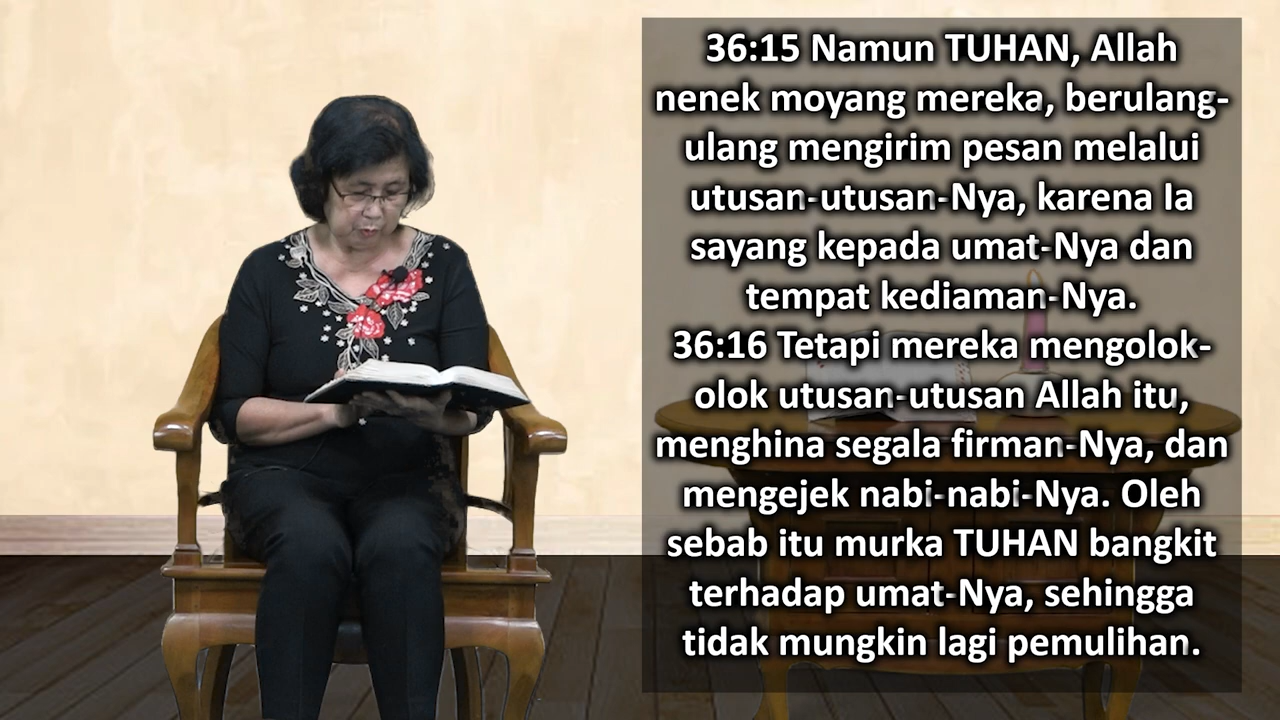 36:15 Namun TUHAN, Allah
nenek moyang mereka, berulang-
ulang mengirim pesan melalui
utusan-utusan-Nya, karena Ia
sayang kepada umat-Nya dan
tempat kediaman-Nya.
36:16 Tetapi mereka mengolok-
olok utusan-utusan Allah itu,
menghina segala firman-Nya, dan
mengejek nabi-nabi-Nya. Oleh
sebab itu murka TUHAN bangkit
terhadap umat-Nya, sehingga
tidak mungkin lagi pemulihan.